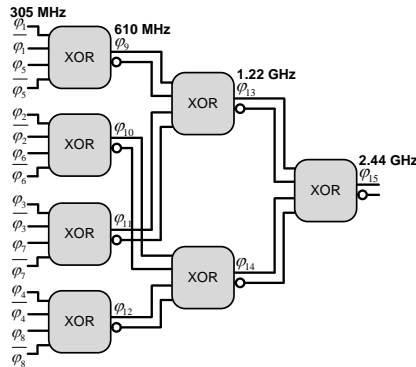 305 MHz
610 MHz
φ1
φ1
φ5
φ5
XOR
φ9
φ2
φ2
φ6
φ6
XOR
φ10
φ3
φ3
φ7
φ7
XOR
φ11
φ4
φ4
φ8
φ8
XOR
φ12
1.22 GHz
XOR
φ13
XOR
φ14
2.44 GHz
XOR
φ15